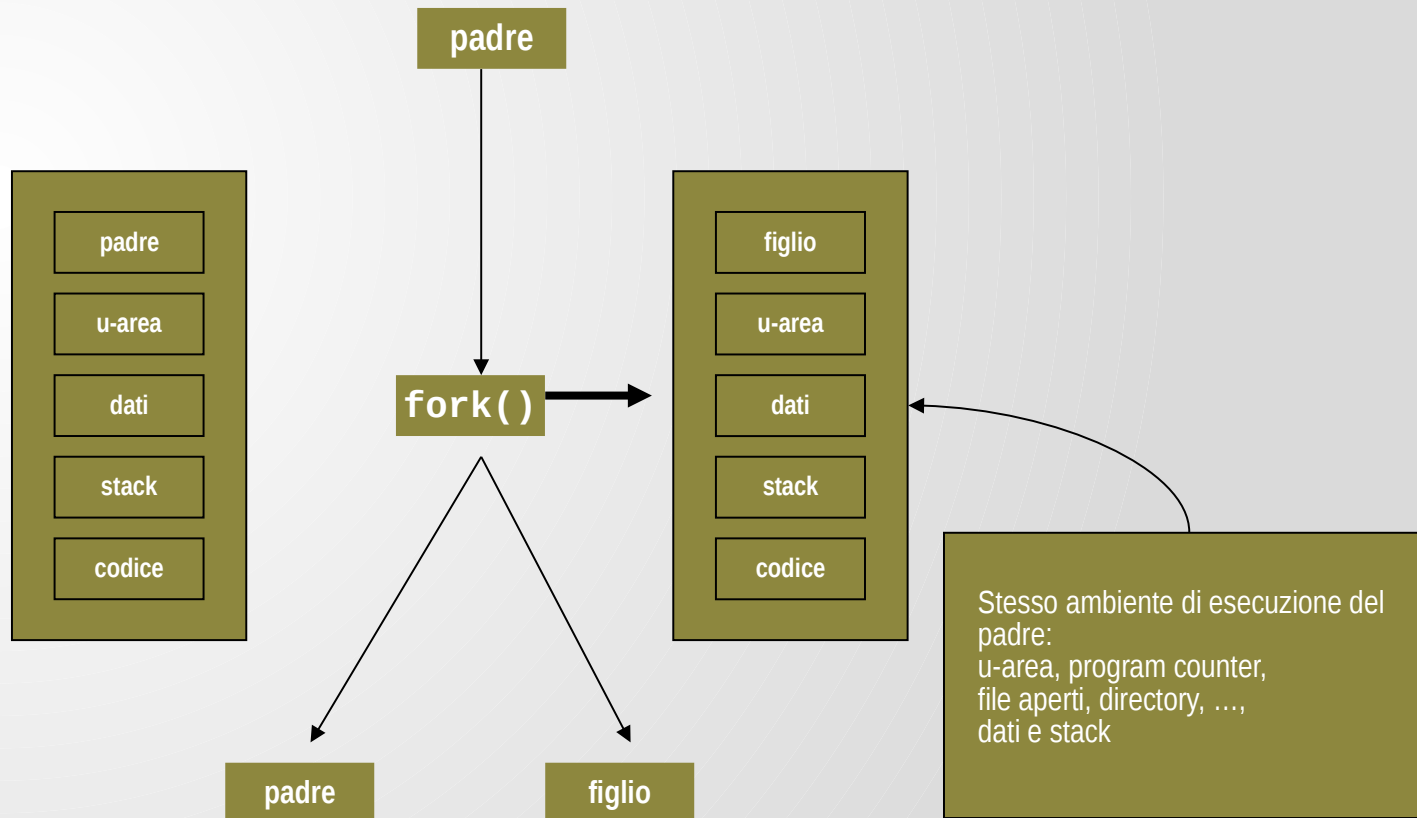 padre
padre
u-area
dati
stack
codice
fork()
figlio
u-area
dati
stack
codice
Stesso ambiente di esecuzione del
padre:
u-area, program counter,
file aperti, directory, …,
dati e stack
padre
figlio